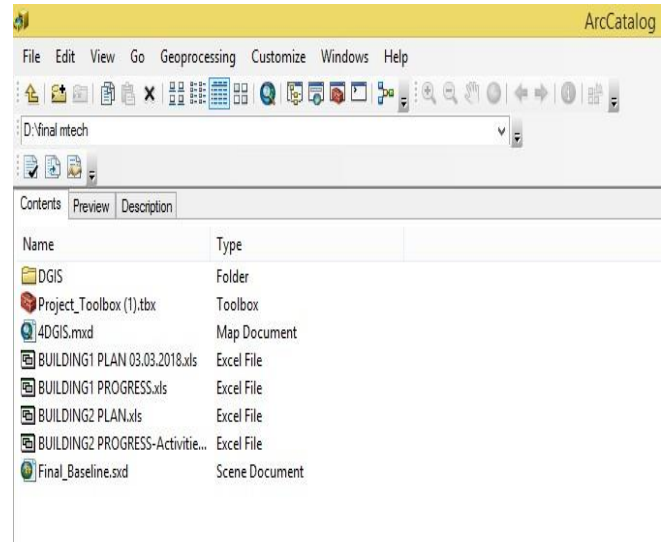 ArcCatalog
File Edit View Go Geoprocessing Customize Windows Help
D:\final mtech
Contents Preview Description
Name Type
DGIS Folder
Project_Toolbox (1).tbx Toolbox
4DGIS.mxd Map Document
BUILDING1 PLAN 03.03.2018.xls Excel File
BUILDING1 PROGRESS.xls Excel File
BUILDING2 PLAN.xls Excel File
BUILDING2 PROGRESS-Activitie... Excel File
Final_Baseline.sxd Scene Document